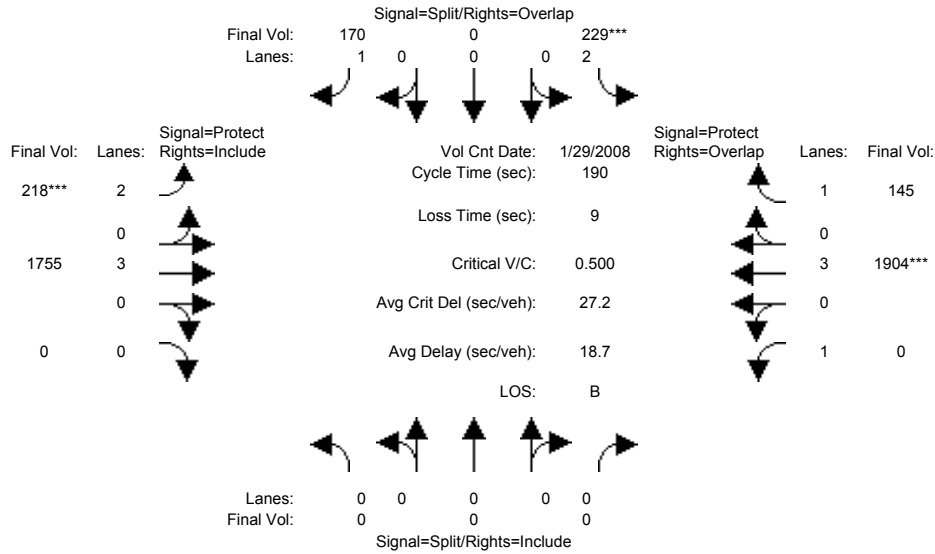 Signal=Split/Rights=Overlap
Final Vol: 170 0 229***
Lanes: 1 0 0 0 2
Signal=Protect Signal=Protect
Final Vol: Lanes: Rights=Include Vol Cnt Date: 1/29/2008 Rights=Overlap Lanes: Final Vol:
Cycle Time (sec): 190
218*** 2 1 145
Loss Time (sec): 9
0 0
1755 3 Critical V/C: 0.500 3 1904***
0 Avg Crit Del (sec/veh): 27.2 0
0 0 Avg Delay (sec/veh): 18.7 1 0
LOS: B
Lanes: 0 0 0 0 0
Final Vol: 0 0 0
Signal=Split/Rights=Include